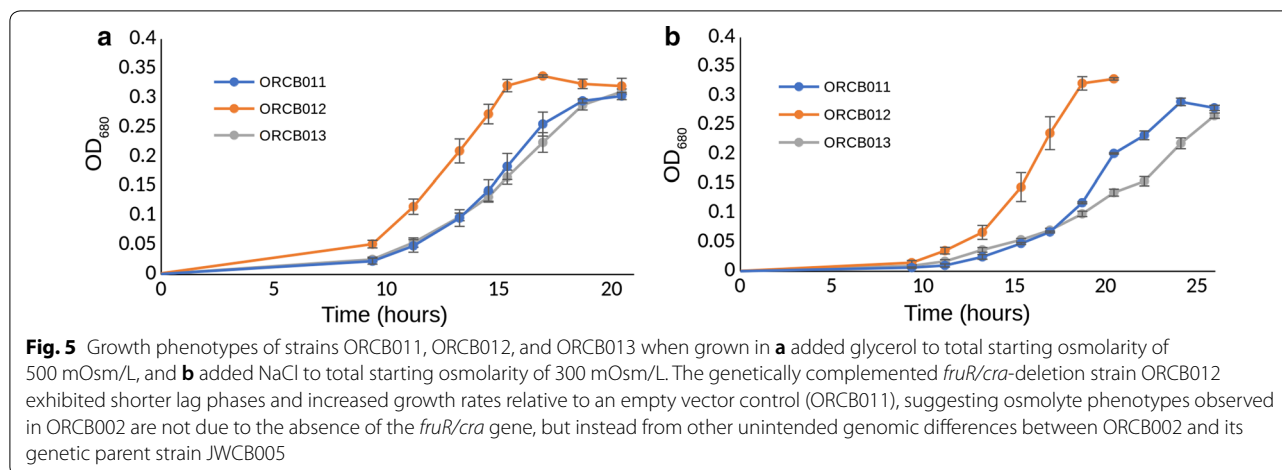 a
0.4
0.35
0.3
0.25
0.2
0.15
0.1
0.05
0
OD680
ORCB011
ORCB012
ORCB013
0 5 10 15 20
Time (hours)
b
0.4
0.35
0.3
0.25
0.2
0.15
0.1
0.05
0
OD680
ORCB011
ORCB012
ORCB013
0 5 10 15 20 25
Time (hours)
Fig. 5 Growth phenotypes of strains ORCB011, ORCB012, and ORCB013 when grown in a added glycerol to total starting osmolarity of
500 mOsm/L, and b added NaCl to total starting osmolarity of 300 mOsm/L. The genetically complemented fruR/cra-deletion strain ORCB012
exhibited shorter lag phases and increased growth rates relative to an empty vector control (ORCB011), suggesting osmolyte phenotypes observed
in ORCB002 are not due to the absence of the fruR/cra gene, but instead from other unintended genomic differences between ORCB002 and its
genetic parent strain JWCB005